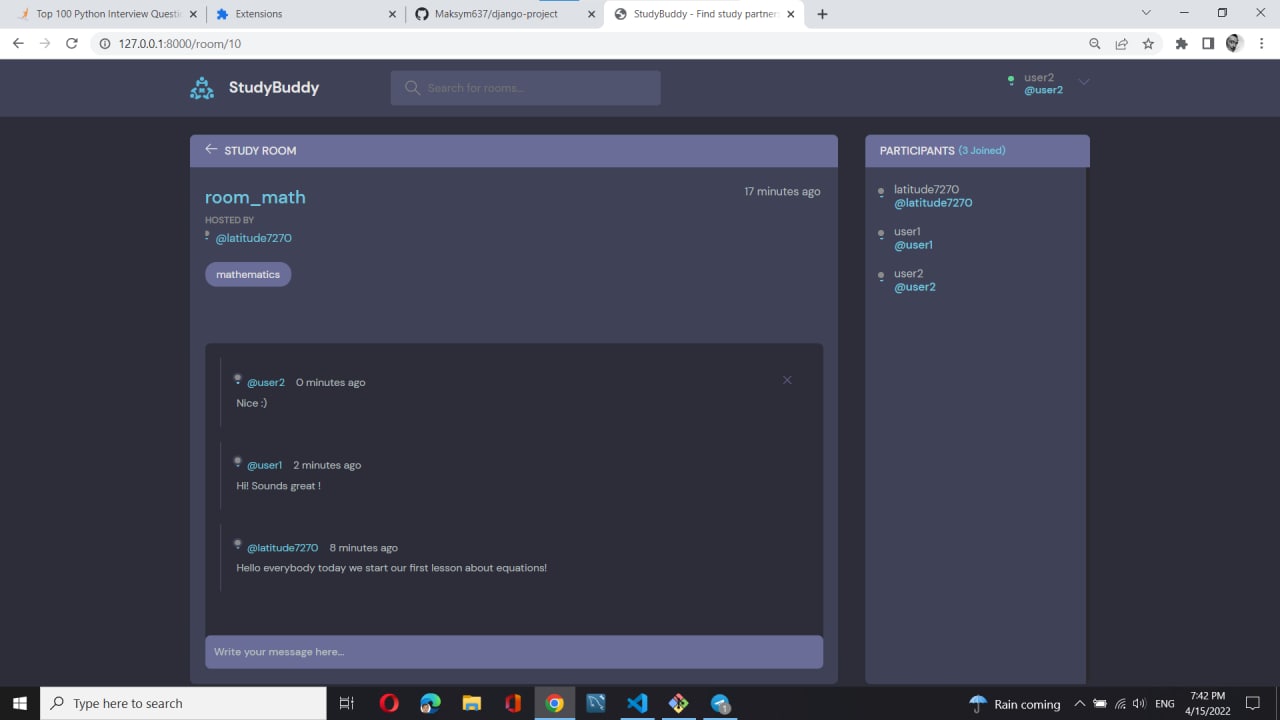 Top 100 Python Interview Questi
Extensions
Maksym637/django-project
StudyBuddy - Find study partner
127.0.0.1:8000/room/10
StudyBuddy
Search for rooms...
user2
@user2
STUDY ROOM
room_math
17 minutes ago
HOSTED BY
@latitude7270
mathematics
@user2 0 minutes ago
Nice :)
@user1 2 minutes ago
Hi! Sounds great !
@latitude7270 8 minutes ago
Hello everybody today we start our first lesson about equations!
Write your message here...
PARTICIPANTS (3 Joined)
latitude7270
@latitude7270
user1
@user1
user2
@user2
Type here to search
Rain coming
ENG
7:42 PM
4/15/2022